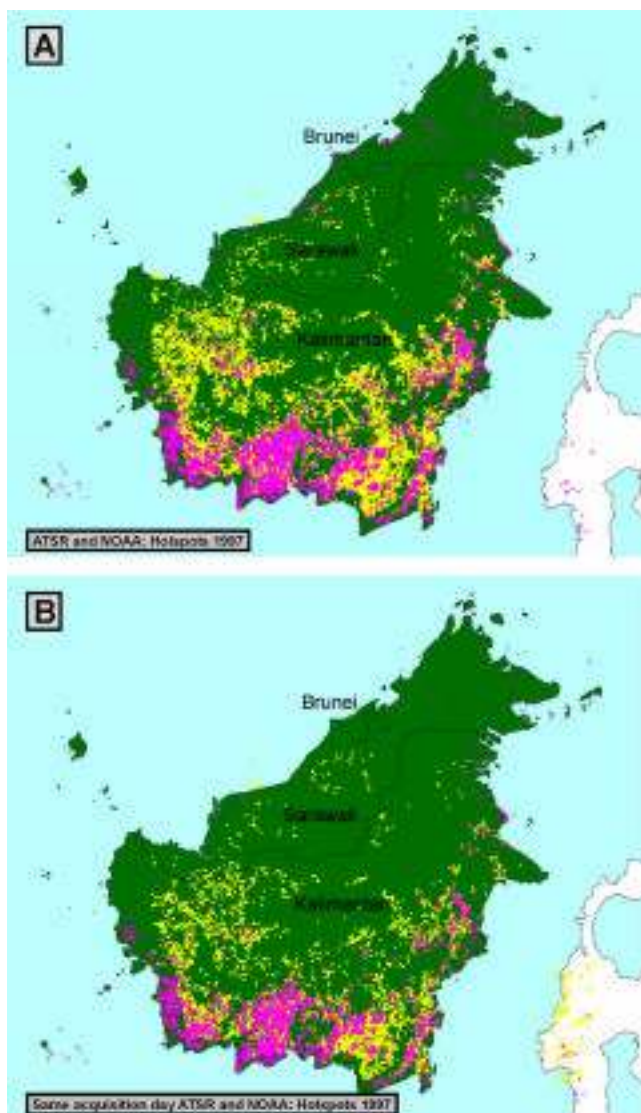 A
Brunei
Sarawak
Kalimantan
ATSR and NOAA: Hotspots 1997
B
Brunei
Sarawak
Kalimantan
Same acquisition day ATSR and NOAA: Hotspots 1997